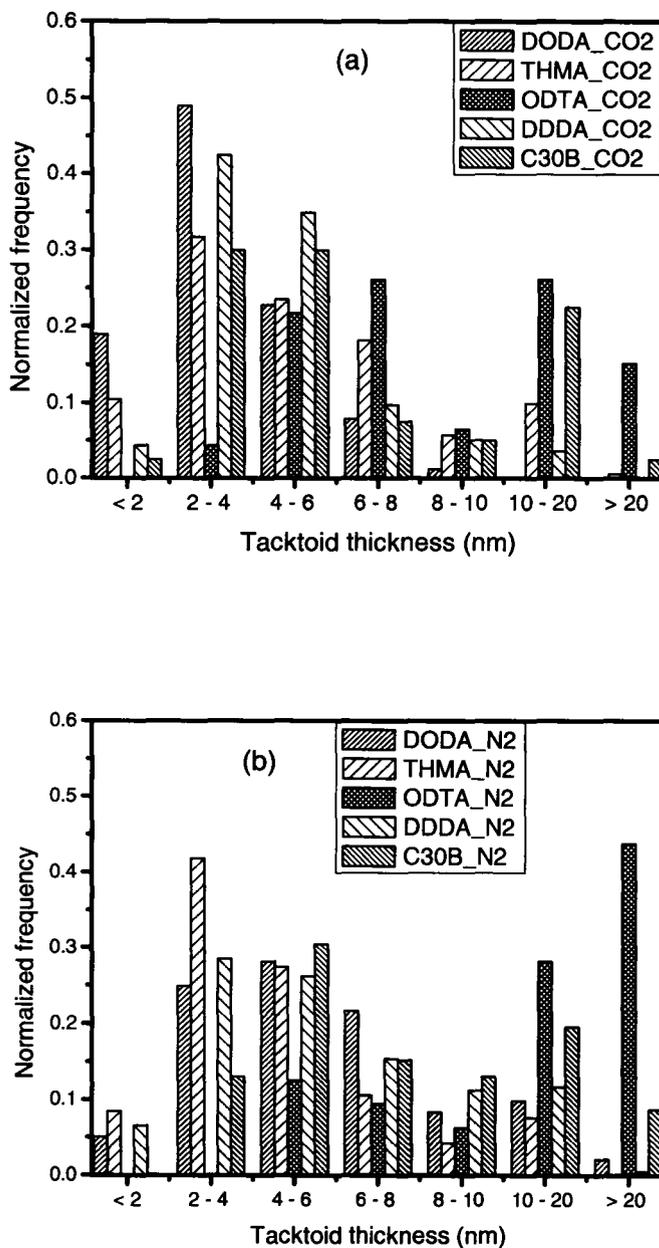 (a)
DODA_CO2
THMA_CO2
ODTA_CO2
DDDA_CO2
C30B_CO2
Normalized frequency
0.6
0.5
0.4
0.3
0.2
0.1
0.0
< 2 2 - 4 4 - 6 6 - 8 8 - 10 10 - 20 > 20
Tacktoid thickness (nm)
(b)
DODA_N2
THMA_N2
ODTA_N2
DDDA_N2
C30B_N2
Normalized frequency
0.6
0.5
0.4
0.3
0.2
0.1
0.0
< 2 2 - 4 4 - 6 6 - 8 8 - 10 10 - 20 > 20
Tacktoid thickness (nm)